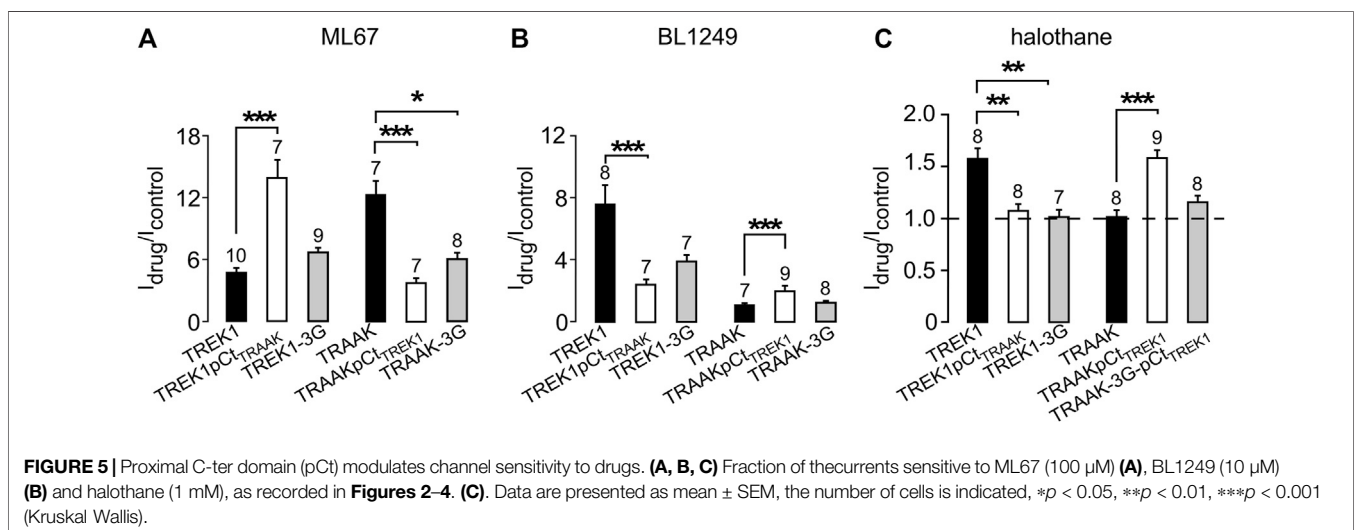 A ML67
*** *
***
18
12
6
0
I drug/I control
10 7 9 7 7 8
TREK1
TREK1pCtTRAAK
TREK1-3G
TRAAK
TRAAKpCtTREK1
TRAAK-3G
B BL1249
***
***
12
8
4
0
Idrug/Icontrol
8 7 7 7 9 8
TREK1
TREK1pCtTRAAK
TREK1-3G
TRAAK
TRAAKpCtTREK1
TRAAK-3G
C halothane
**
** ***
2.0
1.5
1.0
0.5
0
Idrug/Icontrol
8 8 7 8 9 8
TREK1
TREK1pCtTRAAK
TREK1-3G
TRAAK
TRAAKpCtTREK1
TRAAK-3G-pCtTREK1
FIGURE 5 | Proximal C-ter domain (pCt) modulates channel sensitivity to drugs. (A, B, C) Fraction of thecurrents sensitive to ML67 (100 μM) (A), BL1249 (10 μM)
(B) and halothane (1 mM), as recorded in Figures 2–4. (C). Data are presented as mean ± SEM, the number of cells is indicated, *p < 0.05, **p < 0.01, ***p < 0.001
(Kruskal Wallis).